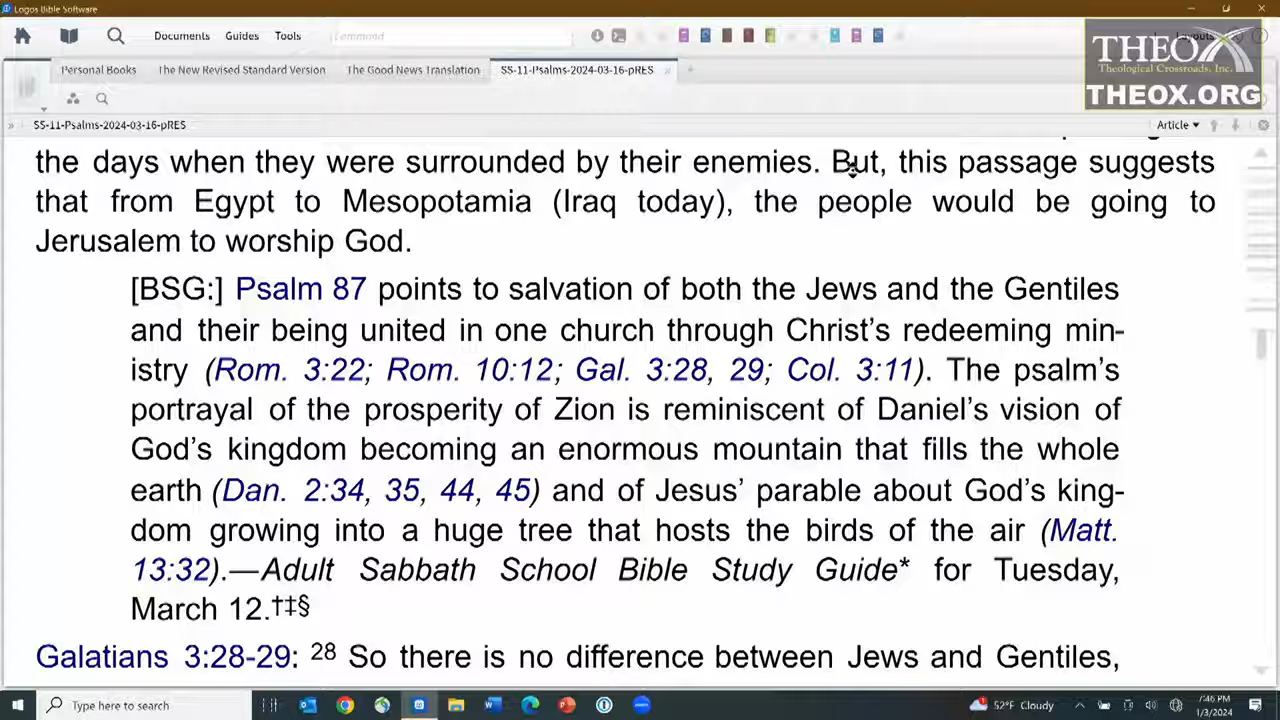 Logos Bible Software
Documents Guides Tools Command
THEOX
Theological Crossroads, Inc.
THEOX.ORG
Personal Books The New Revised Standard Version The Good News Translation SS-11-Psalms-2024-03-16-pRES
SS-11-Psalms-2024-03-16-pRES Article
the days when they were surrounded by their enemies. But, this passage suggests
that from Egypt to Mesopotamia (Iraq today), the people would be going to
Jerusalem to worship God.
[BSG:] Psalm 87 points to salvation of both the Jews and the Gentiles
and their being united in one church through Christ’s redeeming min-
istry (Rom. 3:22; Rom. 10:12; Gal. 3:28, 29; Col. 3:11). The psalm’s
portrayal of the prosperity of Zion is reminiscent of Daniel’s vision of
God’s kingdom becoming an enormous mountain that fills the whole
earth (Dan. 2:34, 35, 44, 45) and of Jesus’ parable about God’s king-
dom growing into a huge tree that hosts the birds of the air (Matt.
13:32).—Adult Sabbath School Bible Study Guide* for Tuesday,
March 12.†‡§
Galatians 3:28-29: 28 So there is no difference between Jews and Gentiles,
Type here to search
52°F Cloudy
7:46 PM
1/3/2024